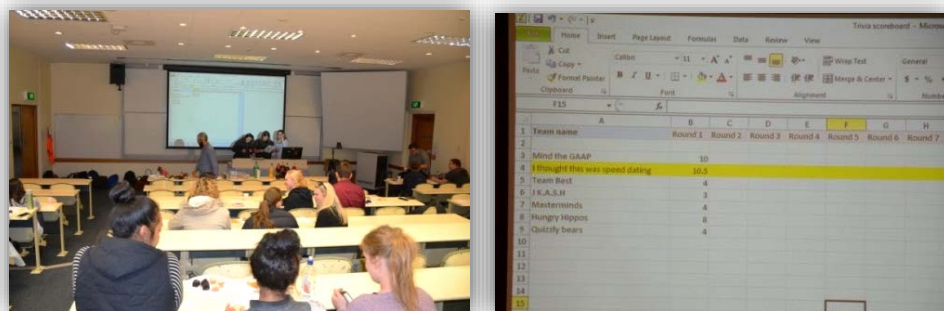 Trivia scoreboard - Micros
Home Insert Page Layout Formulas Data Review View
Cut
Copy
Format Painter
Paste
Clipboard
Calibri 11 A A
B I U A
Font
Wrap Text
Merge & Center
Alignment
General
$ % ,
Numbe
F15 fx
A B C D E F G H
1 Team name Round 1 Round 2 Round 3 Round 4 Round 5 Round 6 Round 7
2
3 Mind the GAAP 10
4 I thought this was speed dating 10.5
5 Team Best 4
6 J.K.A.S.H 3
7 Masterminds 4
8 Hungry Hippos 8
9 Quizzly bears 4
10
11
12
13
14
15